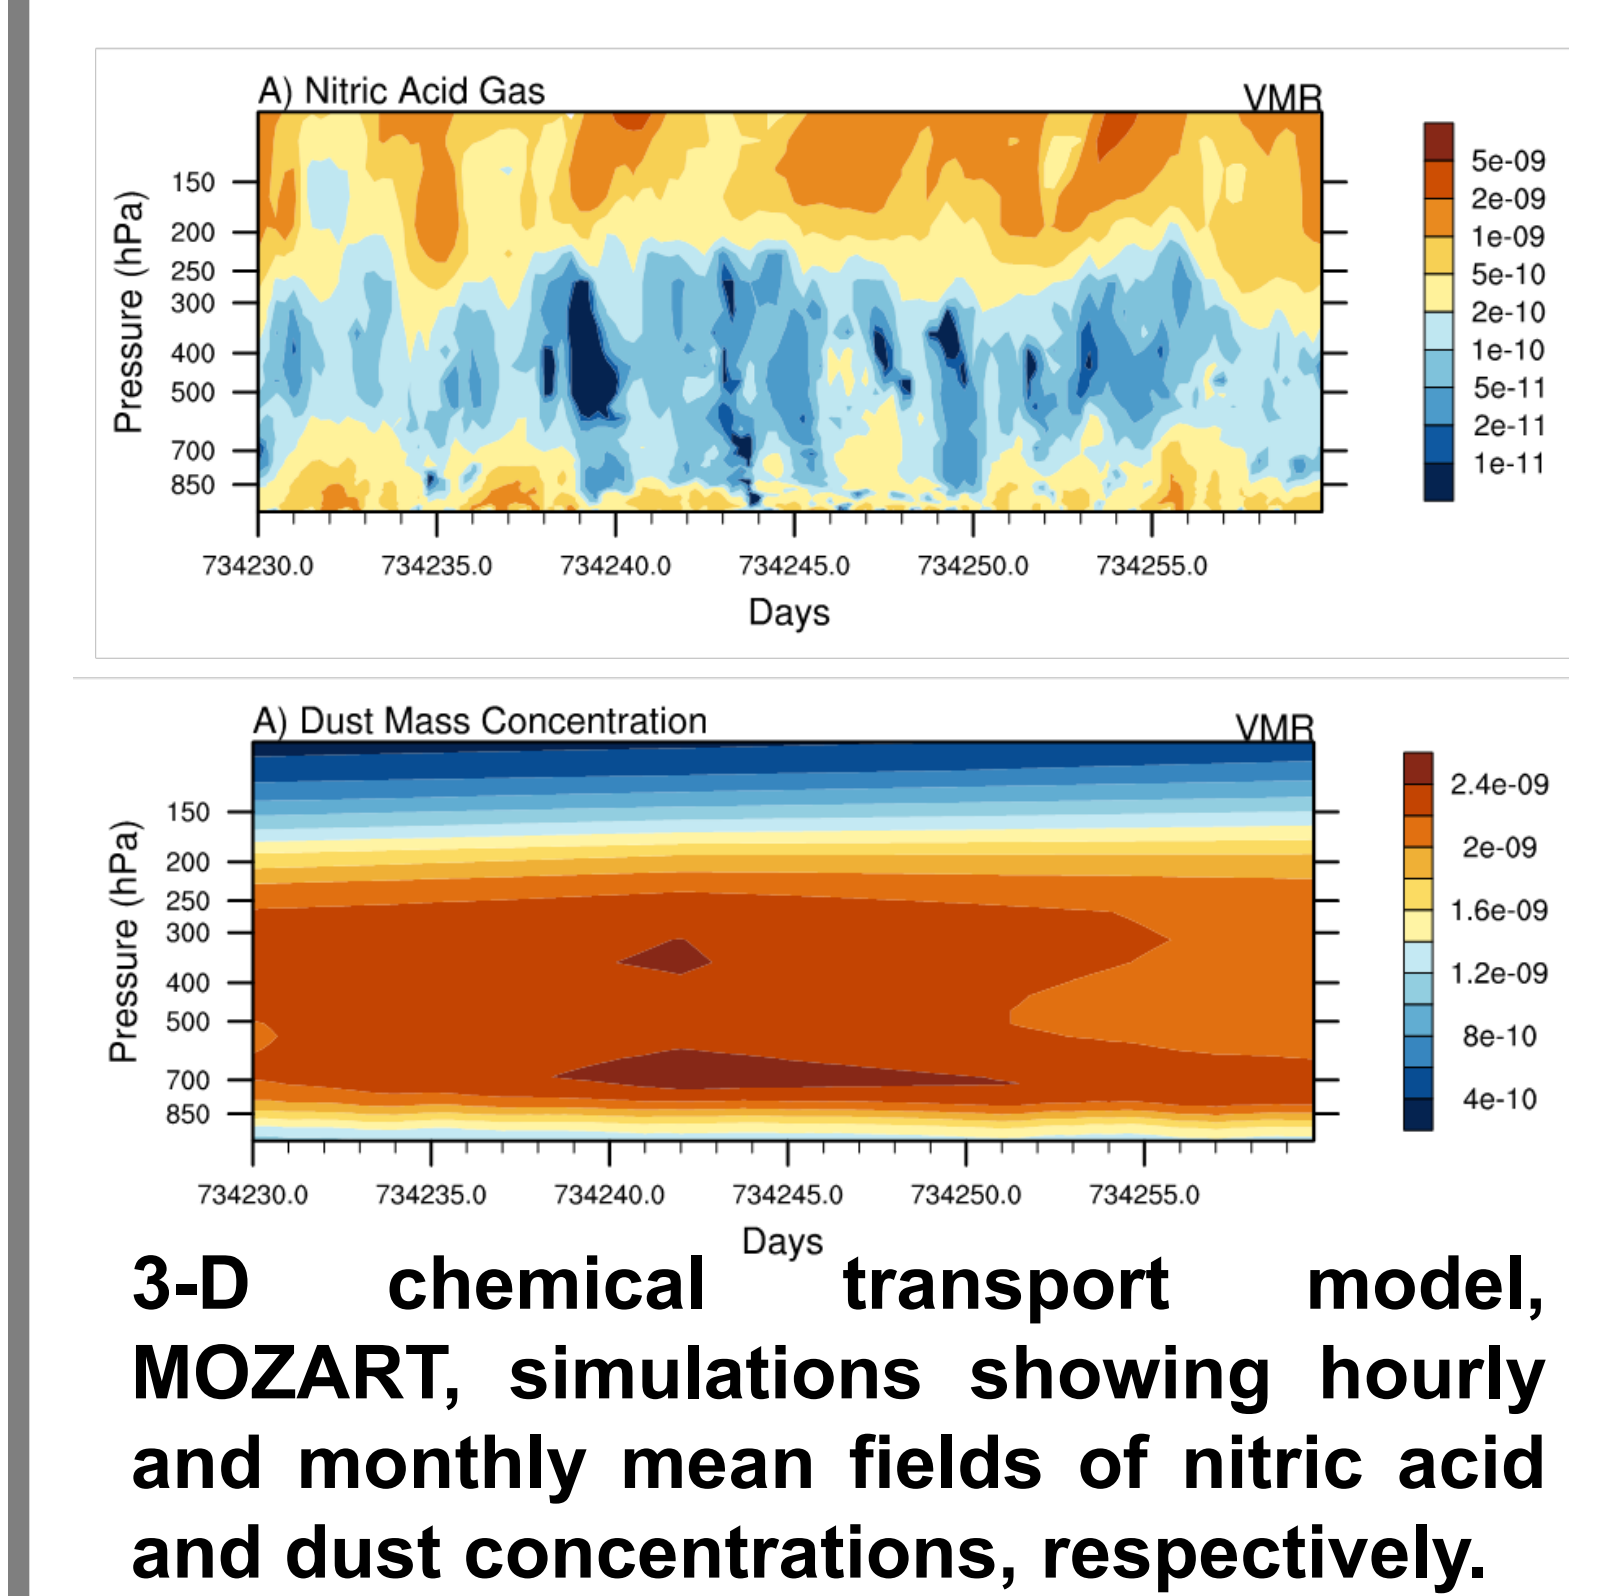 A) Nitric Acid Gas
VMR
Pressure (hPa)
150
200
250
300
400
500
700
850
734230.0 734235.0 734240.0 734245.0 734250.0 734255.0
Days
5e-09
2e-09
1e-09
5e-10
2e-10
1e-10
5e-11
2e-11
1e-11
A) Dust Mass Concentration
VMR
Pressure (hPa)
150
200
250
300
400
500
700
850
734230.0 734235.0 734240.0 734245.0 734250.0 734255.0
Days
2.4e-09
2e-09
1.6e-09
1.2e-09
8e-10
4e-10
3-D chemical transport model,
MOZART, simulations showing hourly
and monthly mean fields of nitric acid
and dust concentrations, respectively.